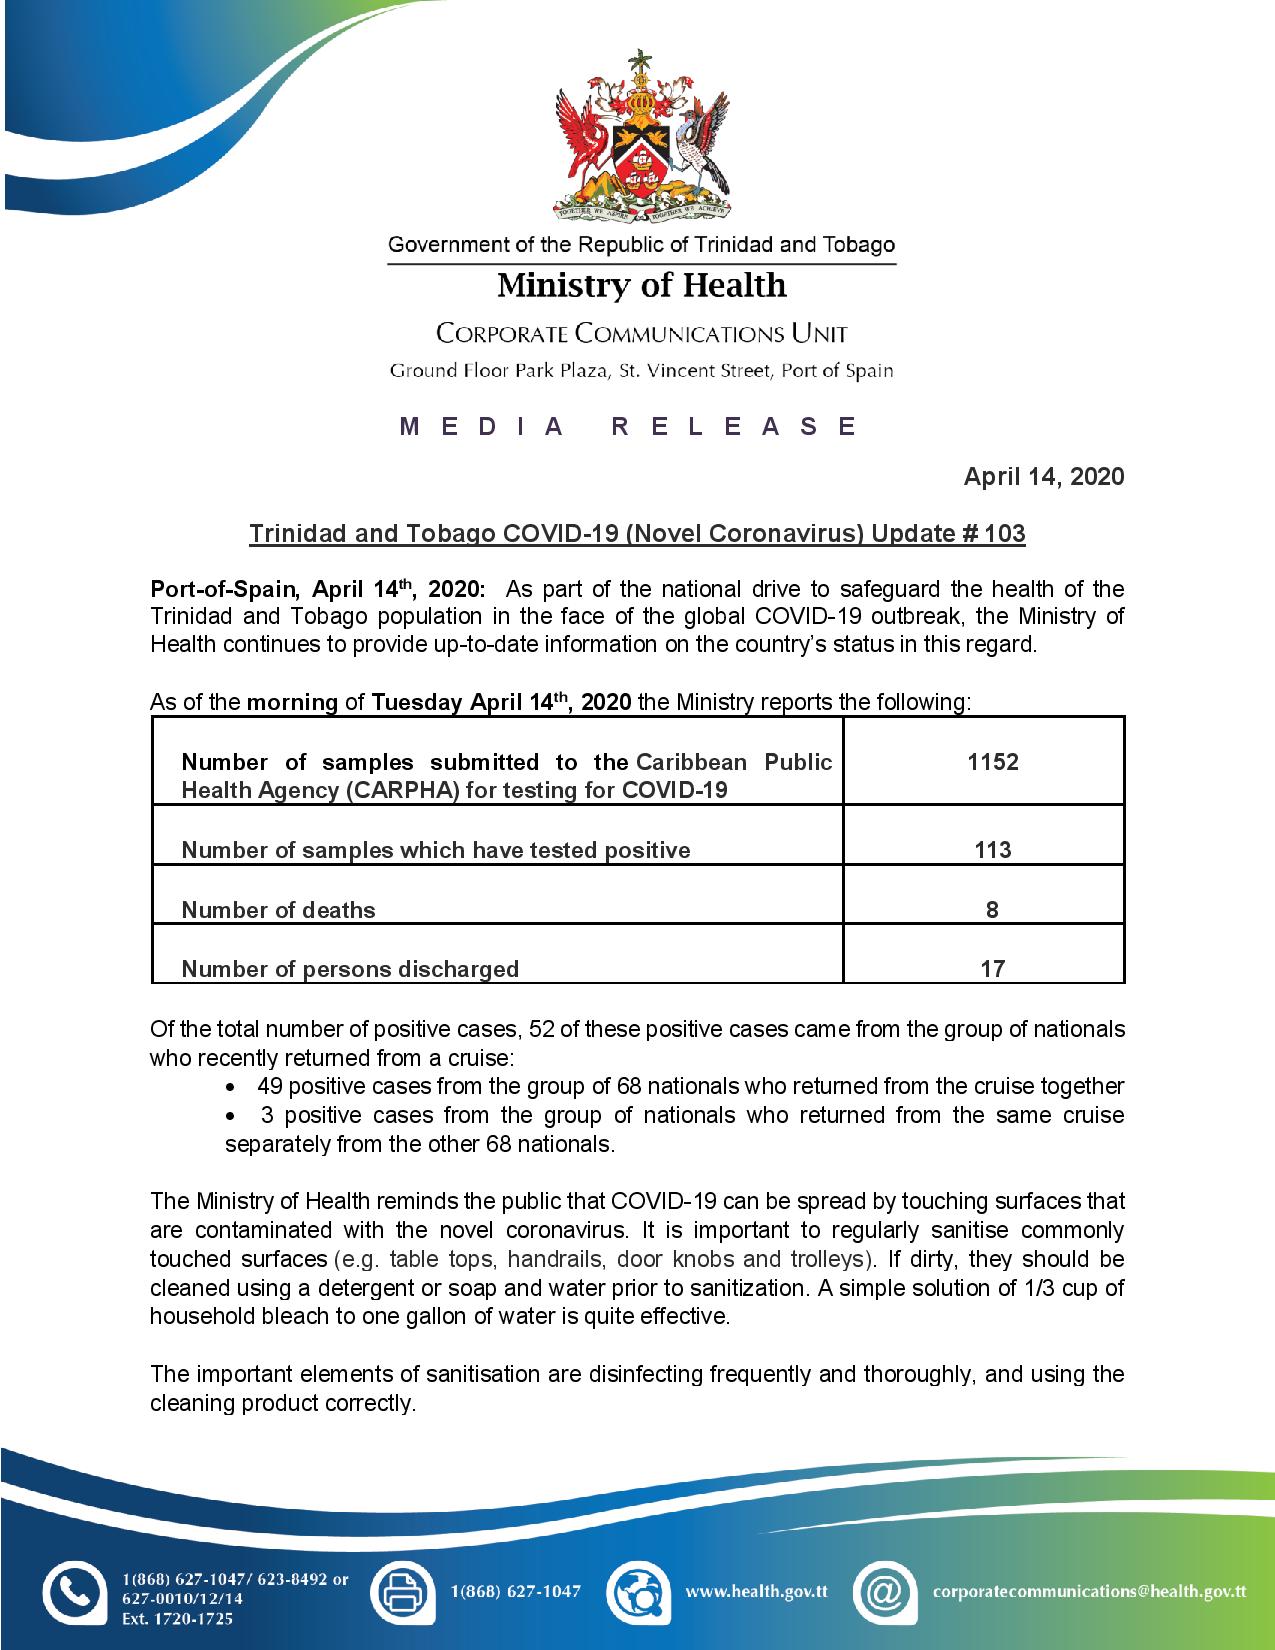 TOGETHER WE ASPIRE TOGETHER WE ACHIEVE
Government of the Republic of Trinidad and Tobago
Ministry of Health
CORPORATE COMMUNICATIONS UNIT
Ground Floor Park Plaza, St. Vincent Street, Port of Spain
MEDIA RELEASE
April 14, 2020
Trinidad and Tobago COVID-19 (Novel Coronavirus) Update # 103
Port-of-Spain, April 14th, 2020: As part of the national drive to safeguard the health of the
Trinidad and Tobago population in the face of the global COVID-19 outbreak, the Ministry of
Health continues to provide up-to-date information on the country's status in this regard.
As of the morning of Tuesday April 14th, 2020 the Ministry reports the following:
Number of samples submitted to the Caribbean Public 1152
Health Agency (CARPHA) for testing for COVID-19
Number of samples which have tested positive 113
Number of deaths 8
Number of persons discharged 17
Of the total number of positive cases, 52 of these positive cases came from the group of nationals
who recently returned from a cruise:
• 49 positive cases from the group of 68 nationals who returned from the cruise together
• 3 positive cases from the group of nationals who returned from the same cruise
separately from the other 68 nationals.
The Ministry of Health reminds the public that COVID-19 can be spread by touching surfaces that
are contaminated with the novel coronavirus. It is important to regularly sanitise commonly
touched surfaces (e.g. table tops, handrails, door knobs and trolleys). If dirty, they should be
cleaned using a detergent or soap and water prior to sanitization. A simple solution of 1/3 cup of
household bleach to one gallon of water is quite effective.
The important elements of sanitisation are disinfecting frequently and thoroughly, and using the
cleaning product correctly.
1(868) 627-1047/ 623-8492 or
627-0010/12/14
Ext. 1720-1725
1(868) 627-1047
www.health.gov.tt
@
corporatecommunications@health.gov.tt